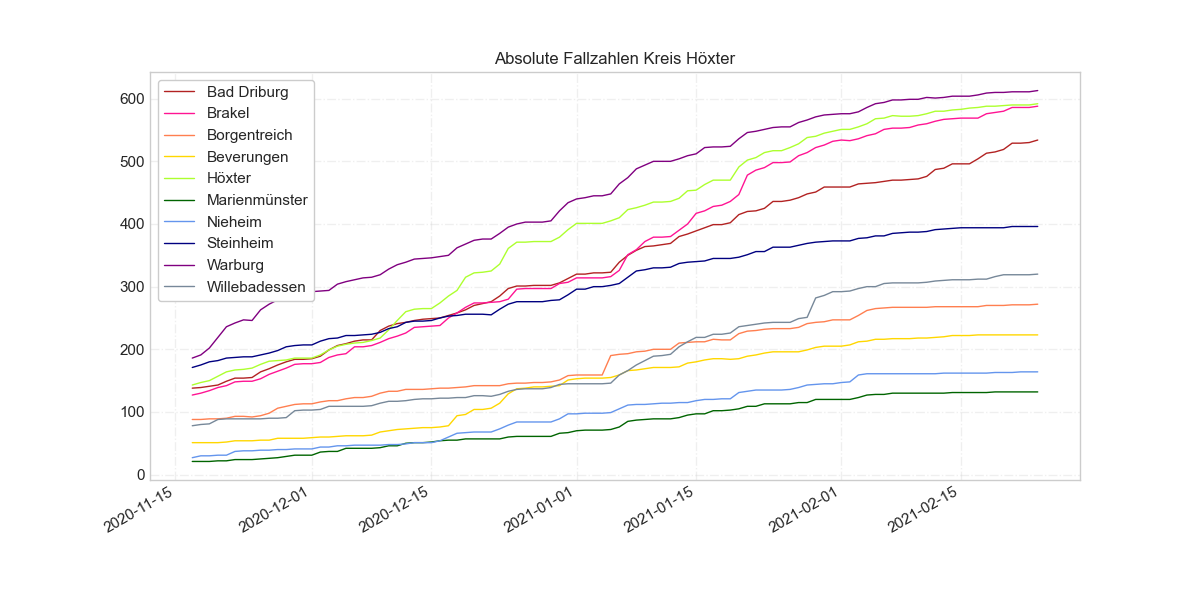 Absolute Fallzahlen Kreis Höxter
Bad Driburg
Brakel
Borgentreich
Beverungen
Höxter
Marienmünster
Nieheim
Steinheim
Warburg
Willebadessen
600
500
400
300
200
100
0
2020-11-15
2020-12-01
2020-12-15
2021-01-01
2021-01-15
2021-02-01
2021-02-15